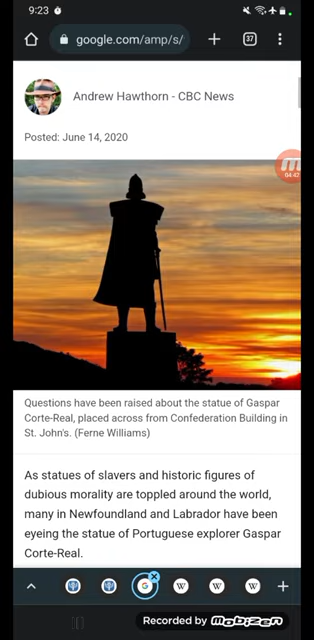 9:23
google.com/amp/s/
37
Andrew Hawthorn - CBC News
Posted: June 14, 2020
04:47
Questions have been raised about the statue of Gaspar
Corte-Real, placed across from Confederation Building in
St. John's. (Ferne Williams)
As statues of slavers and historic figures of
dubious morality are toppled around the world,
many in Newfoundland and Labrador have been
eyeing the statue of Portuguese explorer Gaspar
Corte-Real.
G
W
W
W
Recorded by Mobizen